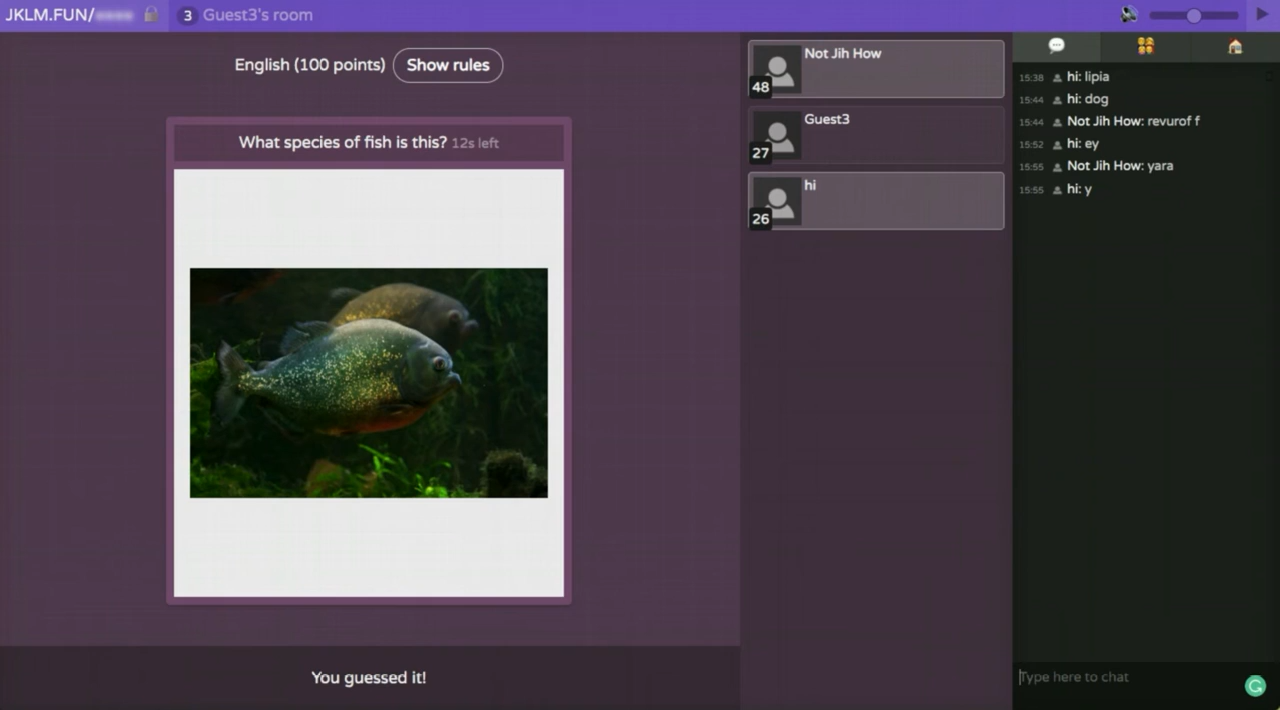 JKLM.FUN/
3 Guest3's room
English (100 points) Show rules
What species of fish is this? 12s left
You guessed it!
Not Jih How
48
Guest3
27
hi
26
15:38 hi: lipia
15:44 hi: dog
15:44 Not Jih How: revurof f
15:52 hi: ey
15:55 Not Jih How: yara
15:55 hi: y
Type here to chat